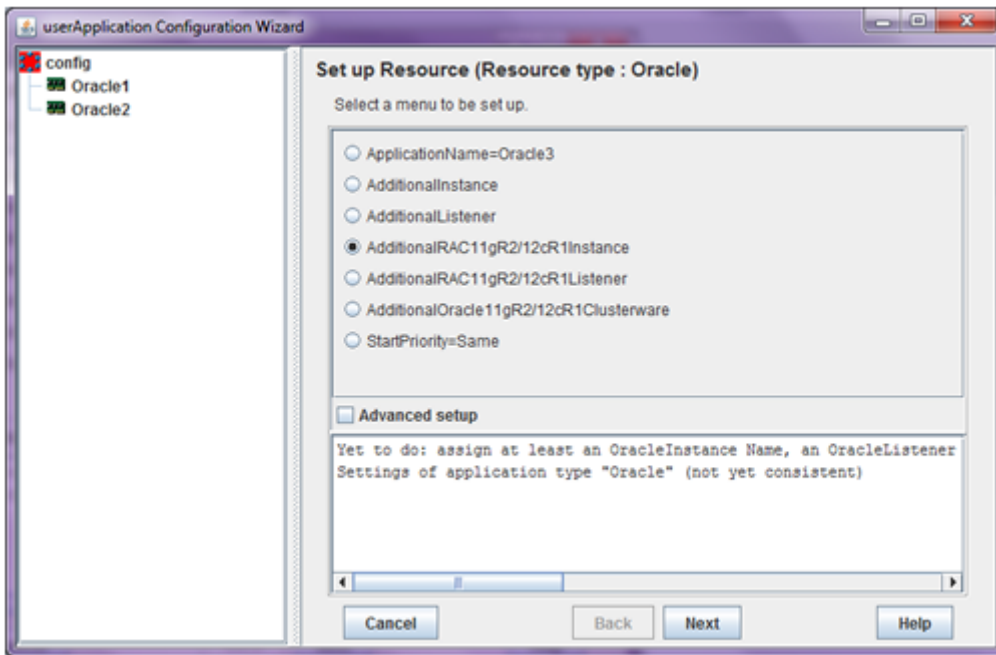 userApplication Configuration Wizard
config
Oracle1
Oracle2
Set up Resource (Resource type : Oracle)
Select a menu to be set up.
ApplicationName=Oracle3
AdditionalInstance
AdditionalListener
AdditionalRAC11gR2/12cR1Instance
AdditionalRAC11gR2/12cR1Listener
AdditionalOracle11gR2/12cR1Clusterware
StartPriority=Same
Advanced setup
Yet to do: assign at least an OracleInstance Name, an OracleListener
Settings of application type "Oracle" (not yet consistent)
Cancel Back Next Help